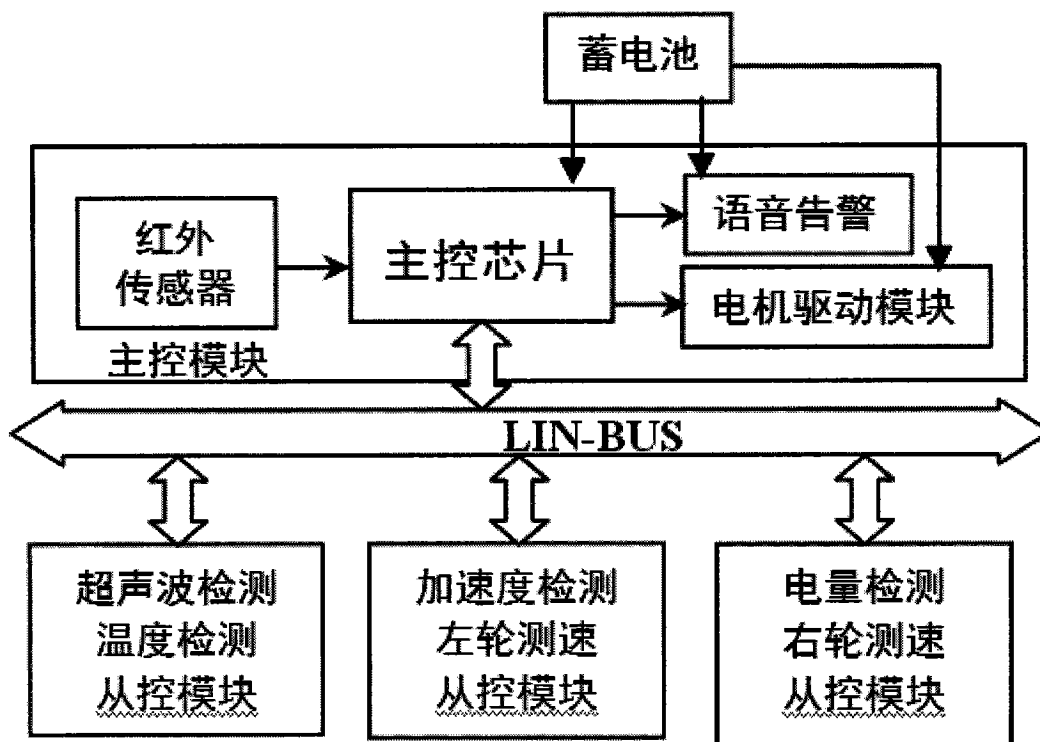 蓄电池
红外
传感器
主控芯片
语音告警
电机驱动模块
主控模块
LIN-BUS
超声波检测
温度检测
从控模块
加速度检测
左轮测速
从控模块
电量检测
右轮测速
从控模块